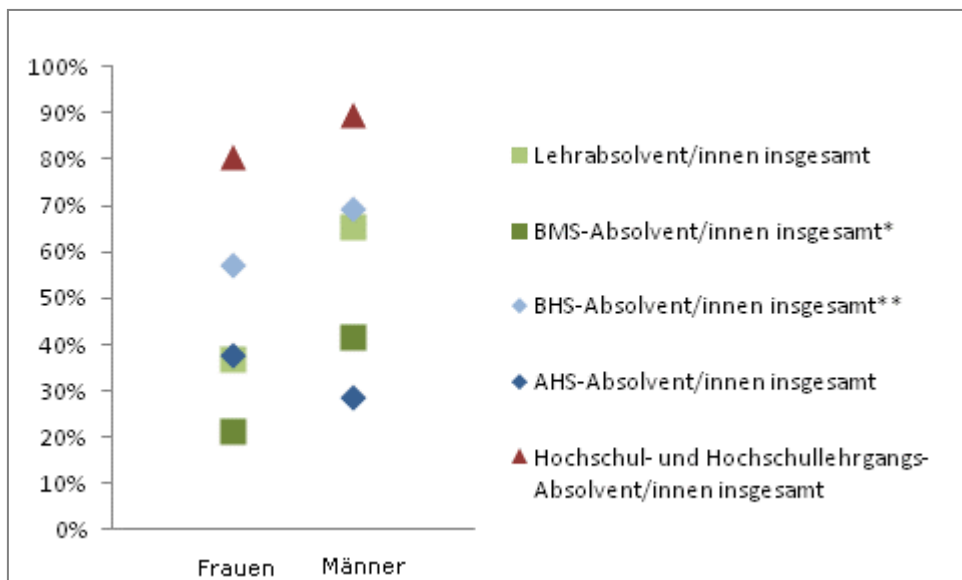 100%
90%
80%
70%
60%
50%
40%
30%
20%
10%
0%
Frauen
Männer
Lehrabsolvent/innen insgesamt
BMS-Absolvent/innen insgesamt*
BHS-Absolvent/innen insgesamt**
AHS-Absolvent/innen insgesamt
Hochschul- und Hochschullehrgangs-
Absolvent/innen insgesamt